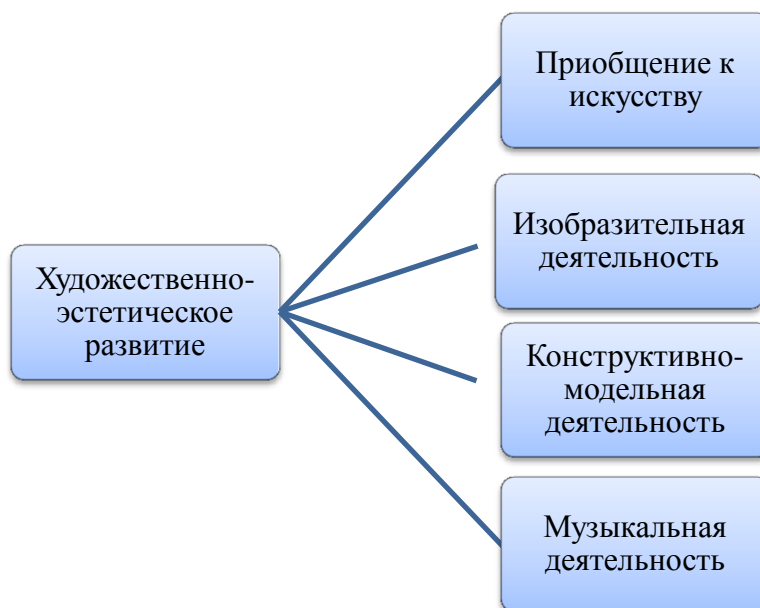 Приобщение к
искусству
Изобразительная
деятельность
Художественно-
эстетическое
развитие
Конструктивно-
модельная
деятельность
Музыкальная
деятельность